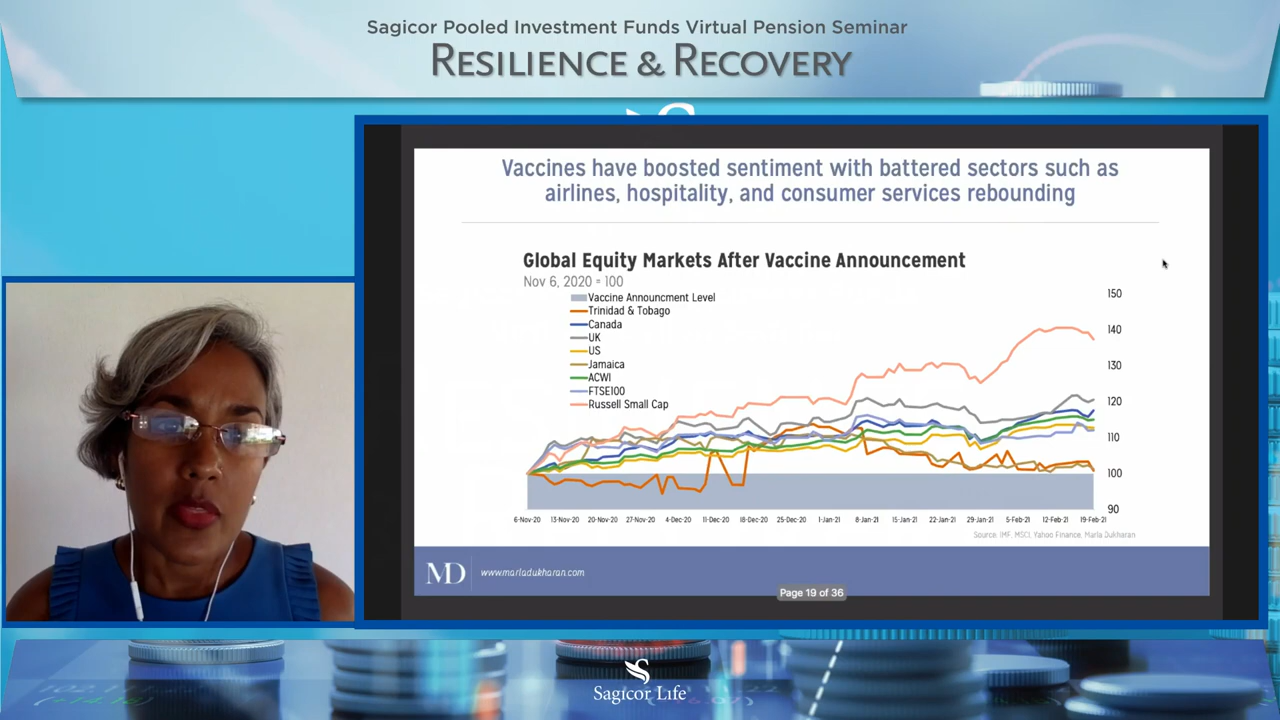 Sagicor Pooled Investment Funds Virtual Pension Seminar
RESILIENCE & RECOVERY
Vaccines have boosted sentiment with battered sectors such as
airlines, hospitality, and consumer services rebounding
Global Equity Markets After Vaccine Announcement
Nov 6, 2020 = 100
Vaccine Announcment Level
Trinidad & Tobago
Canada
UK
US
Jamaica
ACWI
FTSE100
Russell Small Cap
150
140
130
120
110
100
90
6-Nov-20 13-Nov-20 20-Nov-20 27-Nov-20 4-Dec-20 11-Dec-20 18-Dec-20 25-Dec-20 1-Jan-21 8-Jan-21 15-Jan-21 22-Jan-21 29-Jan-21 5-Feb-21 12-Feb-21 19-Feb-21
Source: IMF, MSCI, Yahoo Finance, Marla Dukharan
MD www.marladukharan.com
Page 19 of 36
Sagicor Life